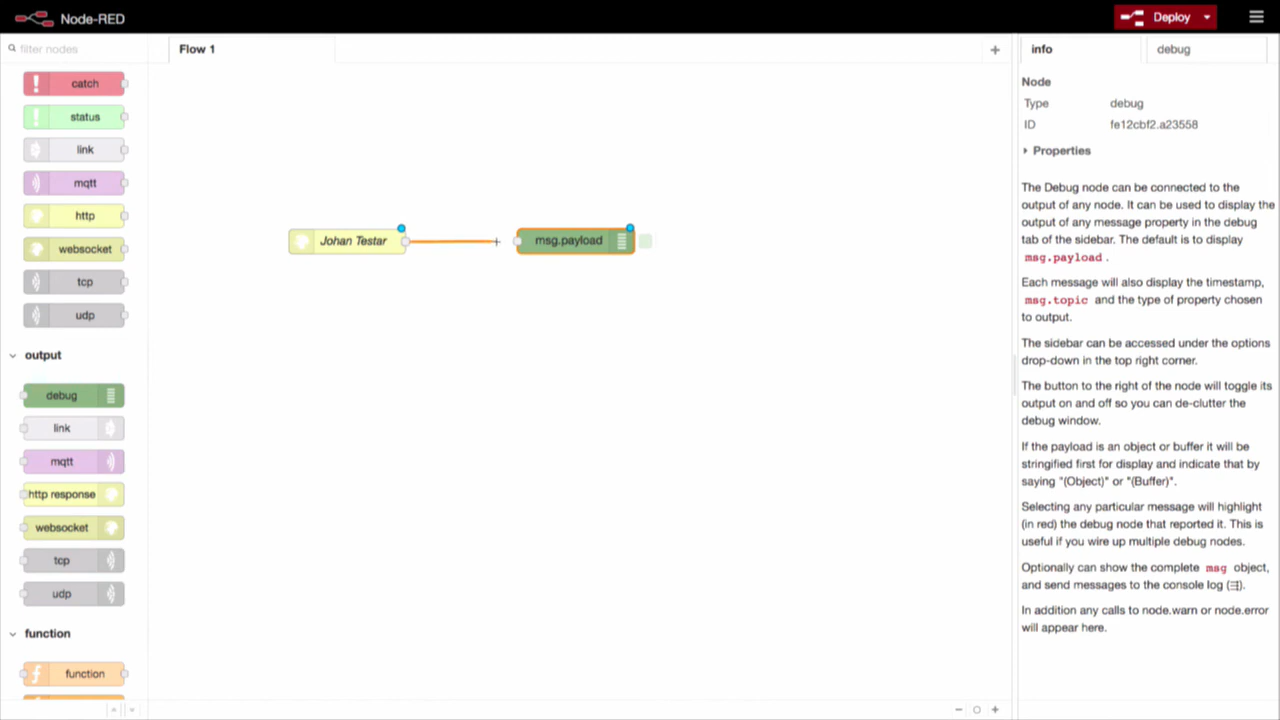 Node-RED
Deploy
filter nodes
Flow 1
info
debug
catch
status
link
mqtt
http
websocket
tcp
udp
output
debug
link
mqtt
http response
websocket
tcp
udp
function
function
Johan Testar
msg.payload
Node
Type debug
ID fe12cbf2.a23558
Properties
The Debug node can be connected to the
output of any node. It can be used to display the
output of any message property in the debug
tab of the sidebar. The default is to display
msg.payload .
Each message will also display the timestamp,
msg.topic and the type of property chosen
to output.
The sidebar can be accessed under the options
drop-down in the top right corner.
The button to the right of the node will toggle its
output on and off so you can de-clutter the
debug window.
If the payload is an object or buffer it will be
stringified first for display and indicate that by
saying "(Object)" or "(Buffer)".
Selecting any particular message will highlight
(in red) the debug node that reported it. This is
useful if you wire up multiple debug nodes.
Optionally can show the complete msg object,
and send messages to the console log ().
In addition any calls to node.warn or node.error
will appear here.